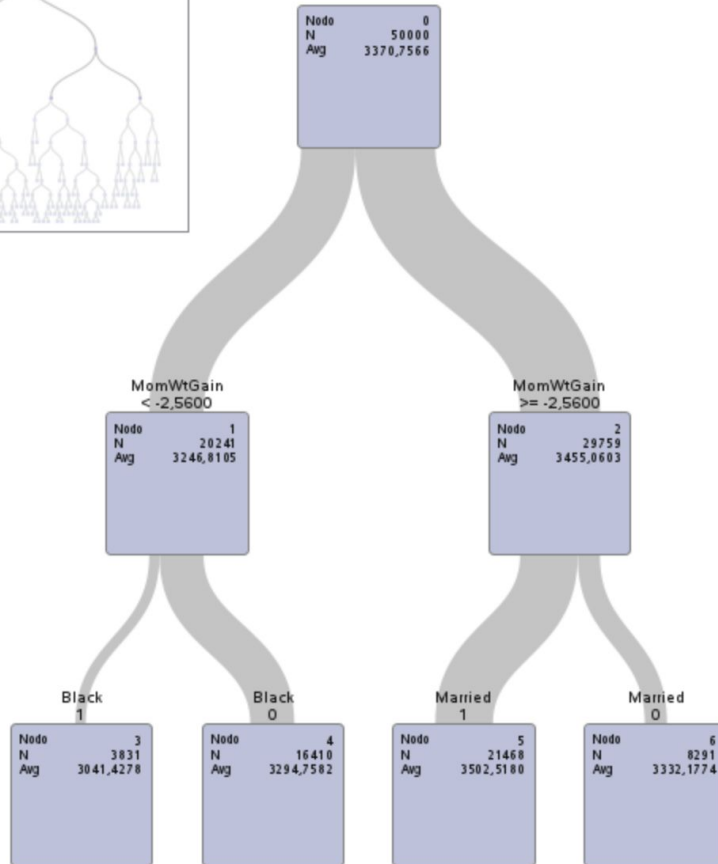 Nodo 0
N 50000
Avg 3370,7566
MomWtGain
< -2,5600
MomWtGain
>= -2,5600
Nodo 1
N 20241
Avg 3246,8105
Nodo 2
N 29759
Avg 3455,0603
Black
1
Black
0
Married
1
Married
0
Nodo 3
N 3831
Avg 3041,4278
Nodo 4
N 16410
Avg 3294,7582
Nodo 5
N 21468
Avg 3502,5180
Nodo 6
N 8291
Avg 3332,1774